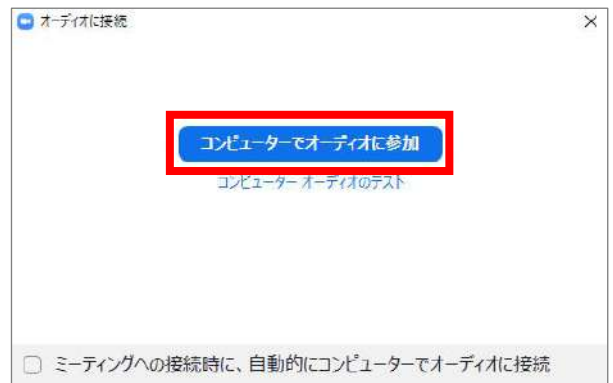 オーディオに接続
コンピューターでオーディオに参加
コンピューター オーディオのテスト
ミーティングへの接続時に、自動的にコンピューターでオーディオに接続